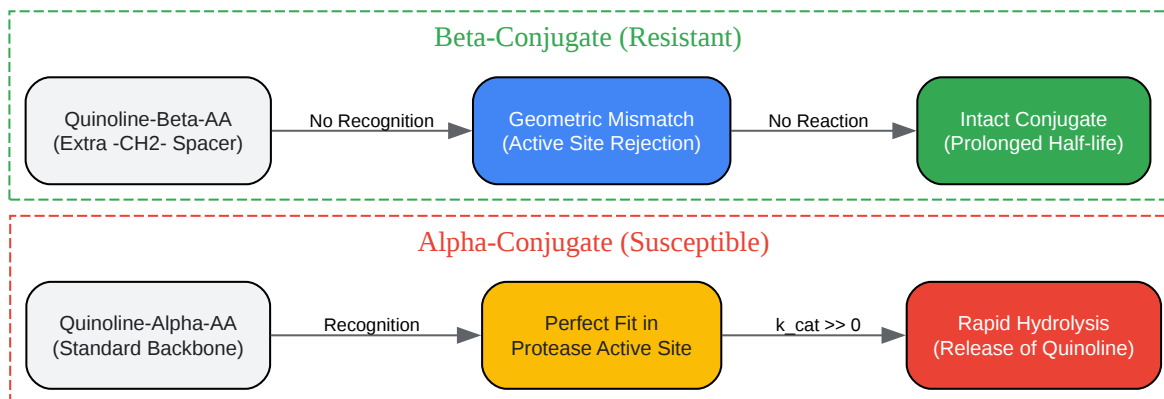 Beta-Conjugate (Resistant)
Quinoline-Beta-AA
(Extra -CH2- Spacer)
No Recognition
Geometric Mismatch
(Active Site Rejection)
No Reaction
Intact Conjugate
(Prolonged Half-life)
Alpha-Conjugate (Susceptible)
Quinoline-Alpha-AA
(Standard Backbone)
Recognition
Perfect Fit in
Protease Active Site
k_cat >> 0
Rapid Hydrolysis
(Release of Quinoline)